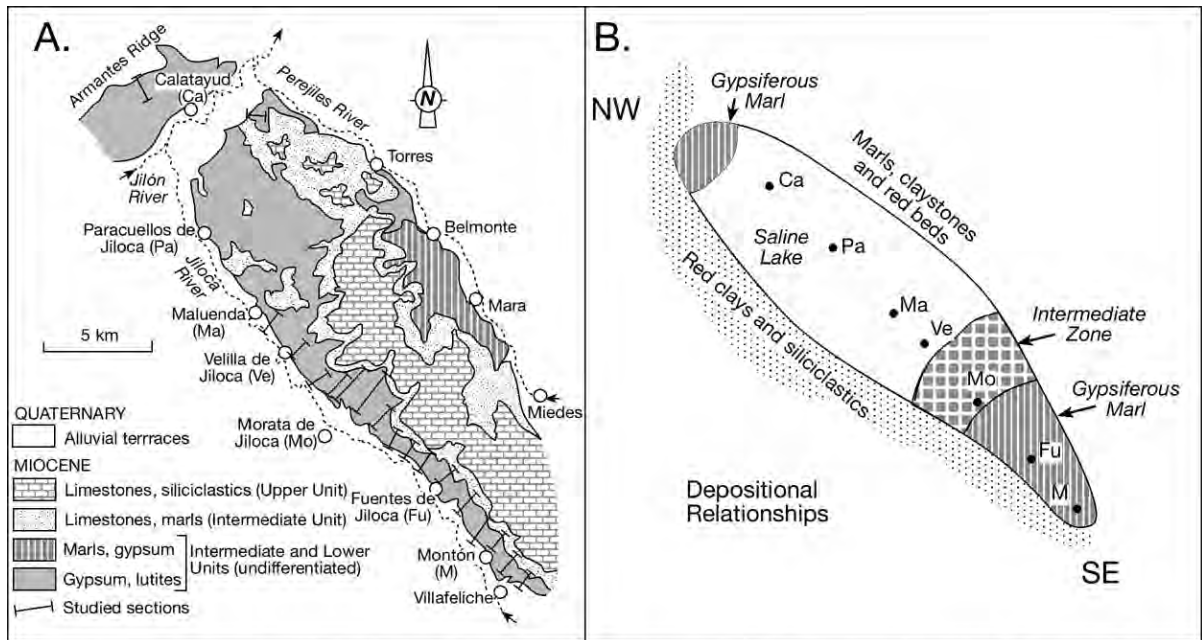 A.
Armantes Ridge
Calatayud
(Ca)
Perejiles River
N
Jilón
River
Torres
Paracuellos de
Jiloca (Pa)
Jiloca
River
Belmonte
Mara
Maluenda
(Ma)
5 km
Velilla de
Jiloca (Ve)
Miedes
Morata de
Jiloca (Mo)
Fuentes de
Jiloca (Fu)
Montón
(M)
Villafeliche
QUATERNARY
Alluvial terrraces
MIOCENE
Limestones, siliciclastics (Upper Unit)
Limestones, marls (Intermediate Unit)
Marls, gypsum
Gypsum, lutites
Intermediate and Lower
Units (undifferentiated)
Studied sections
B.
NW
Gypsiferous
Marl
Marls, claystones
and red beds
Ca
Saline
Lake
Pa
Red clays and siliciclastics
Ma
Ve
Intermediate
Zone
Mo
Gypsiferous
Marl
Fu
M
Depositional
Relationships
SE